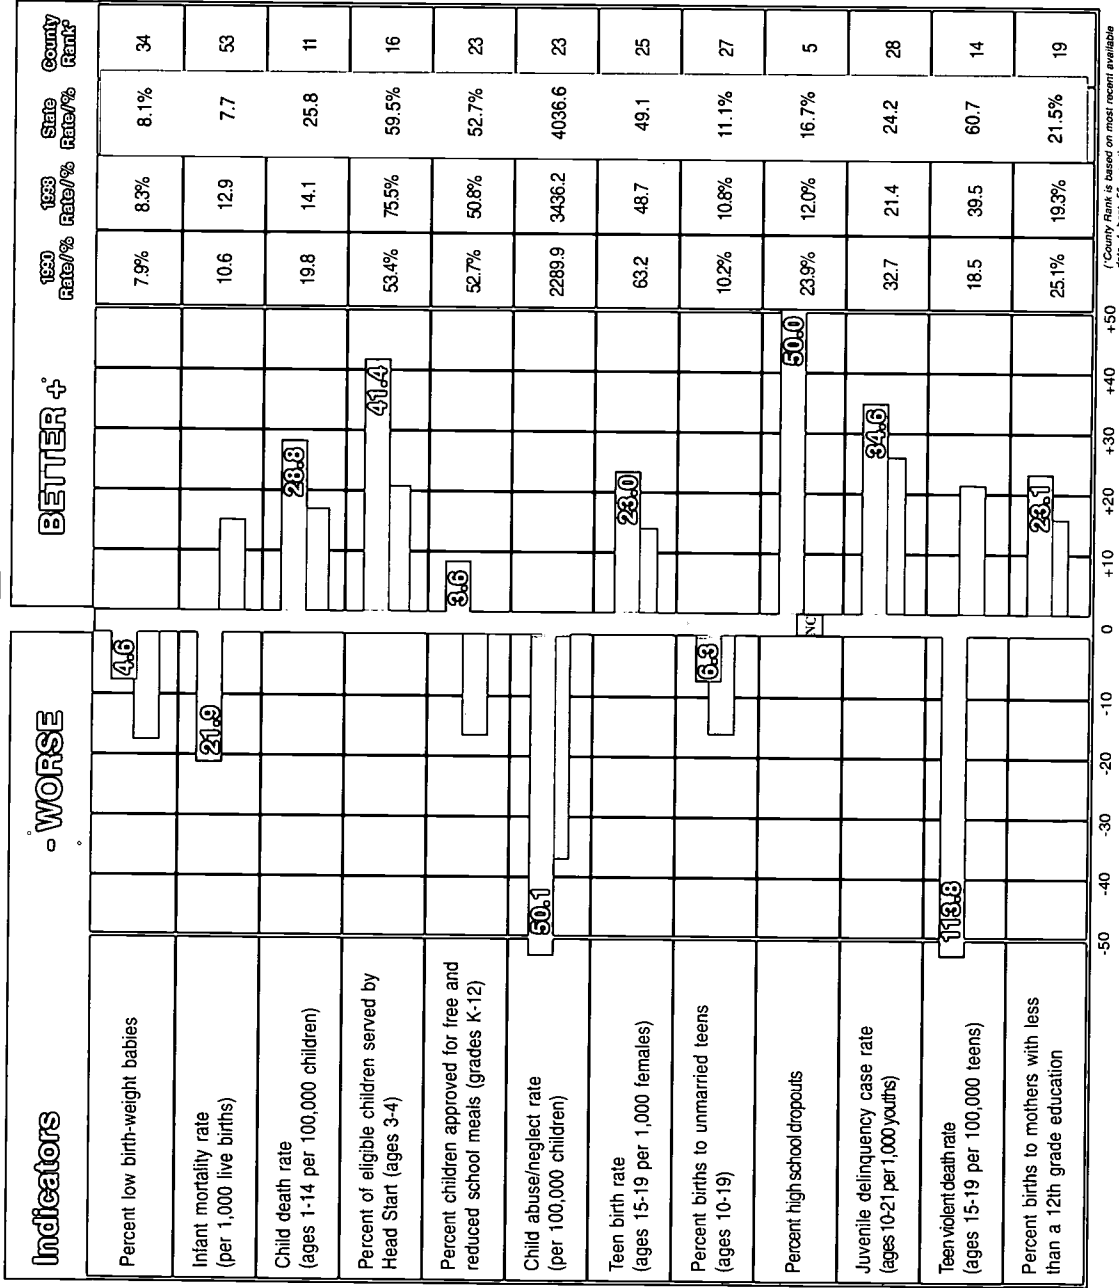 Indicators
- WORSE
BETTER +
1990 Rate/%
1998 Rate/%
State Rate/%
County Rank*
Percent low birth-weight babies
4.6
7.9%
8.3%
8.1%
34
Infant mortality rate
(per 1,000 live births)
21.9
10.6
12.9
7.7
53
Child death rate
(ages 1-14 per 100,000 children)
28.8
19.8
14.1
25.8
11
Percent of eligible children served by
Head Start (ages 3-4)
41.4
53.4%
75.5%
59.5%
16
Percent children approved for free and
reduced school meals (grades K-12)
3.6
52.7%
50.8%
52.7%
23
Child abuse/neglect rate
(per 100,000 children)
50.1
2289.9
3436.2
4036.6
23
Teen birth rate
(ages 15-19 per 1,000 females)
23.0
63.2
48.7
49.1
25
Percent births to unmarried teens
(ages 10-19)
6.3
10.2%
10.8%
11.1%
27
Percent high school dropouts
NC
50.0
23.9%
12.0%
16.7%
5
Juvenile delinquency case rate
(ages 10-21 per 1,000 youths)
34.6
32.7
21.4
24.2
28
Teen violent death rate
(ages 15-19 per 100,000 teens)
113.8
18.5
39.5
60.7
14
Percent births to mothers with less
than a 12th grade education
23.1
25.1%
19.3%
21.5%
19
-50 -40 -30 -20 -10 0 +10 +20 +30 +40 +50
(*County Rank is based on most recent available